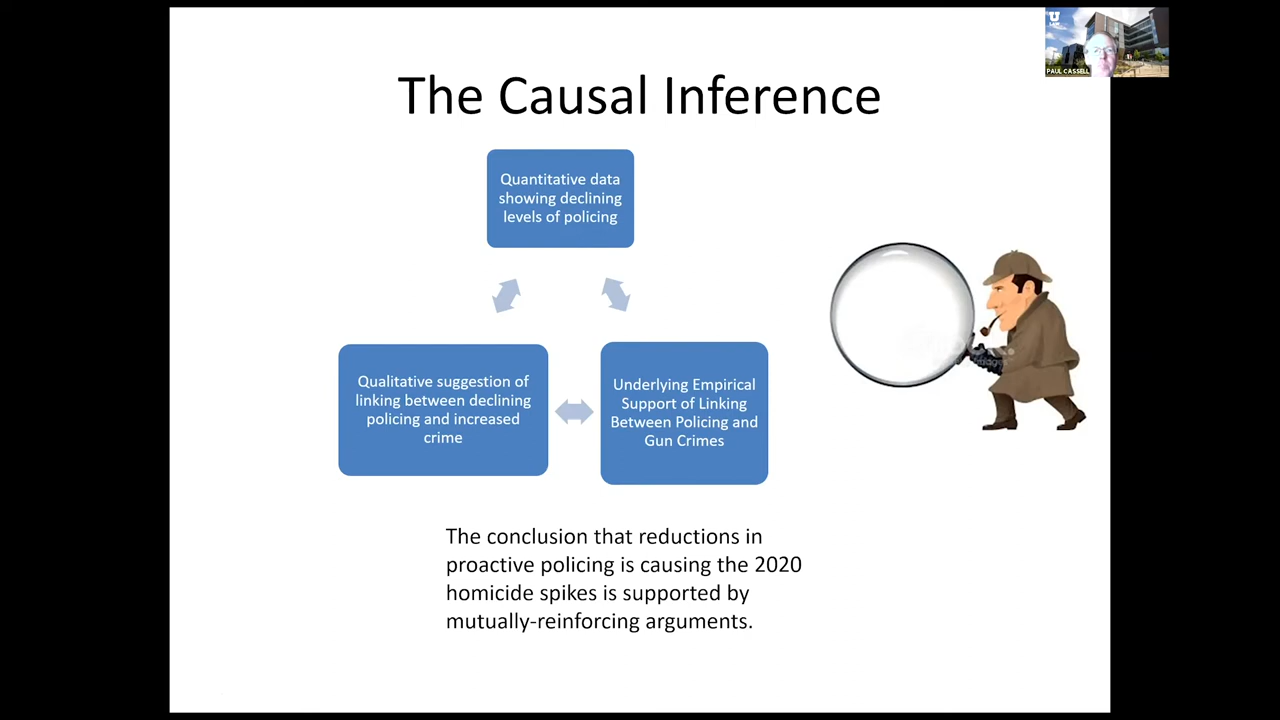 PAUL CASSELL
The Causal Inference
Quantitative data
showing declining
levels of policing
Qualitative suggestion of
linking between declining
policing and increased
crime
Underlying Empirical
Support of Linking
Between Policing and
Gun Crimes
The conclusion that reductions in
proactive policing is causing the 2020
homicide spikes is supported by
mutually-reinforcing arguments.